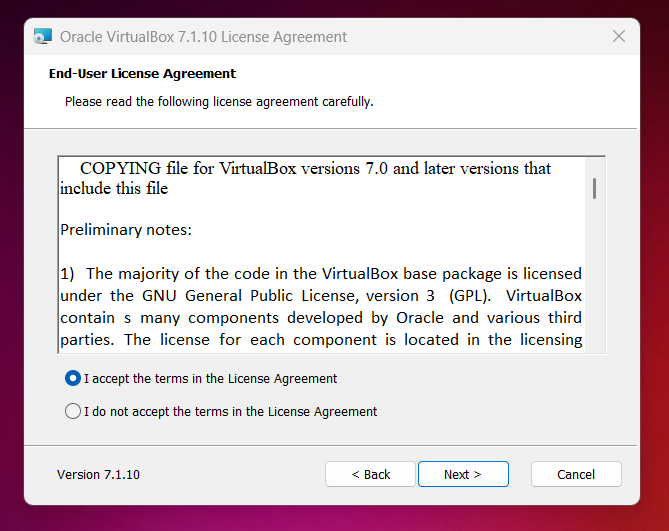 Oracle VirtualBox 7.1.10 License Agreement
End-User License Agreement
Please read the following license agreement carefully.
COPYING file for VirtualBox versions 7.0 and later versions that
include this file
Preliminary notes:
1) The majority of the code in the VirtualBox base package is licensed
under the GNU General Public License, version 3 (GPL). VirtualBox
contain s many components developed by Oracle and various third
parties. The license for each component is located in the licensing
I accept the terms in the License Agreement
I do not accept the terms in the License Agreement
Version 7.1.10
< Back
Next >
Cancel